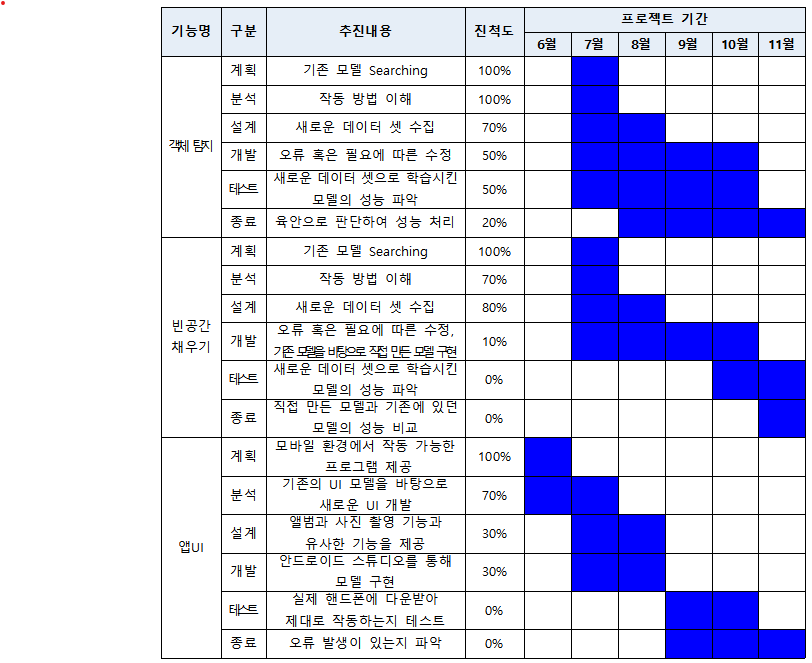 기능명 구분 추진내용 진척도 프로젝트 기간
6월 7월 8월 9월 10월 11월
객체 탐지
계획 기존 모델 Searching 100%
분석 작동 방법 이해 100%
설계 새로운 데이터 셋 수집 70%
개발 오류 혹은 필요에 따른 수정 50%
테스트 새로운 데이터 셋으로 학습시킨
모델의 성능 파악 50%
종료 육안으로 판단하여 성능 처리 20%
빈공간
채우기
계획 기존 모델 Searching 100%
분석 작동 방법 이해 70%
설계 새로운 데이터 셋 수집 80%
개발 오류 혹은 필요에 따른 수정,
기존 모델을 바탕으로 직접 만든 모델 구현 10%
테스트 새로운 데이터 셋으로 학습시킨
모델의 성능 파악 0%
종료 직접 만든 모델과 기존에 있던
모델의 성능 비교 0%
앱UI
계획 모바일 환경에서 작동 가능한
프로그램 제공 100%
분석 기존의 UI 모델을 바탕으로
새로운 UI 개발 70%
설계 앨범과 사진 촬영 기능과
유사한 기능을 제공 30%
개발 안드로이드 스튜디오를 통해
모델 구현 30%
테스트 실제 핸드폰에 다운받아
제대로 작동하는지 테스트 0%
종료 오류 발생이 있는지 파악 0%